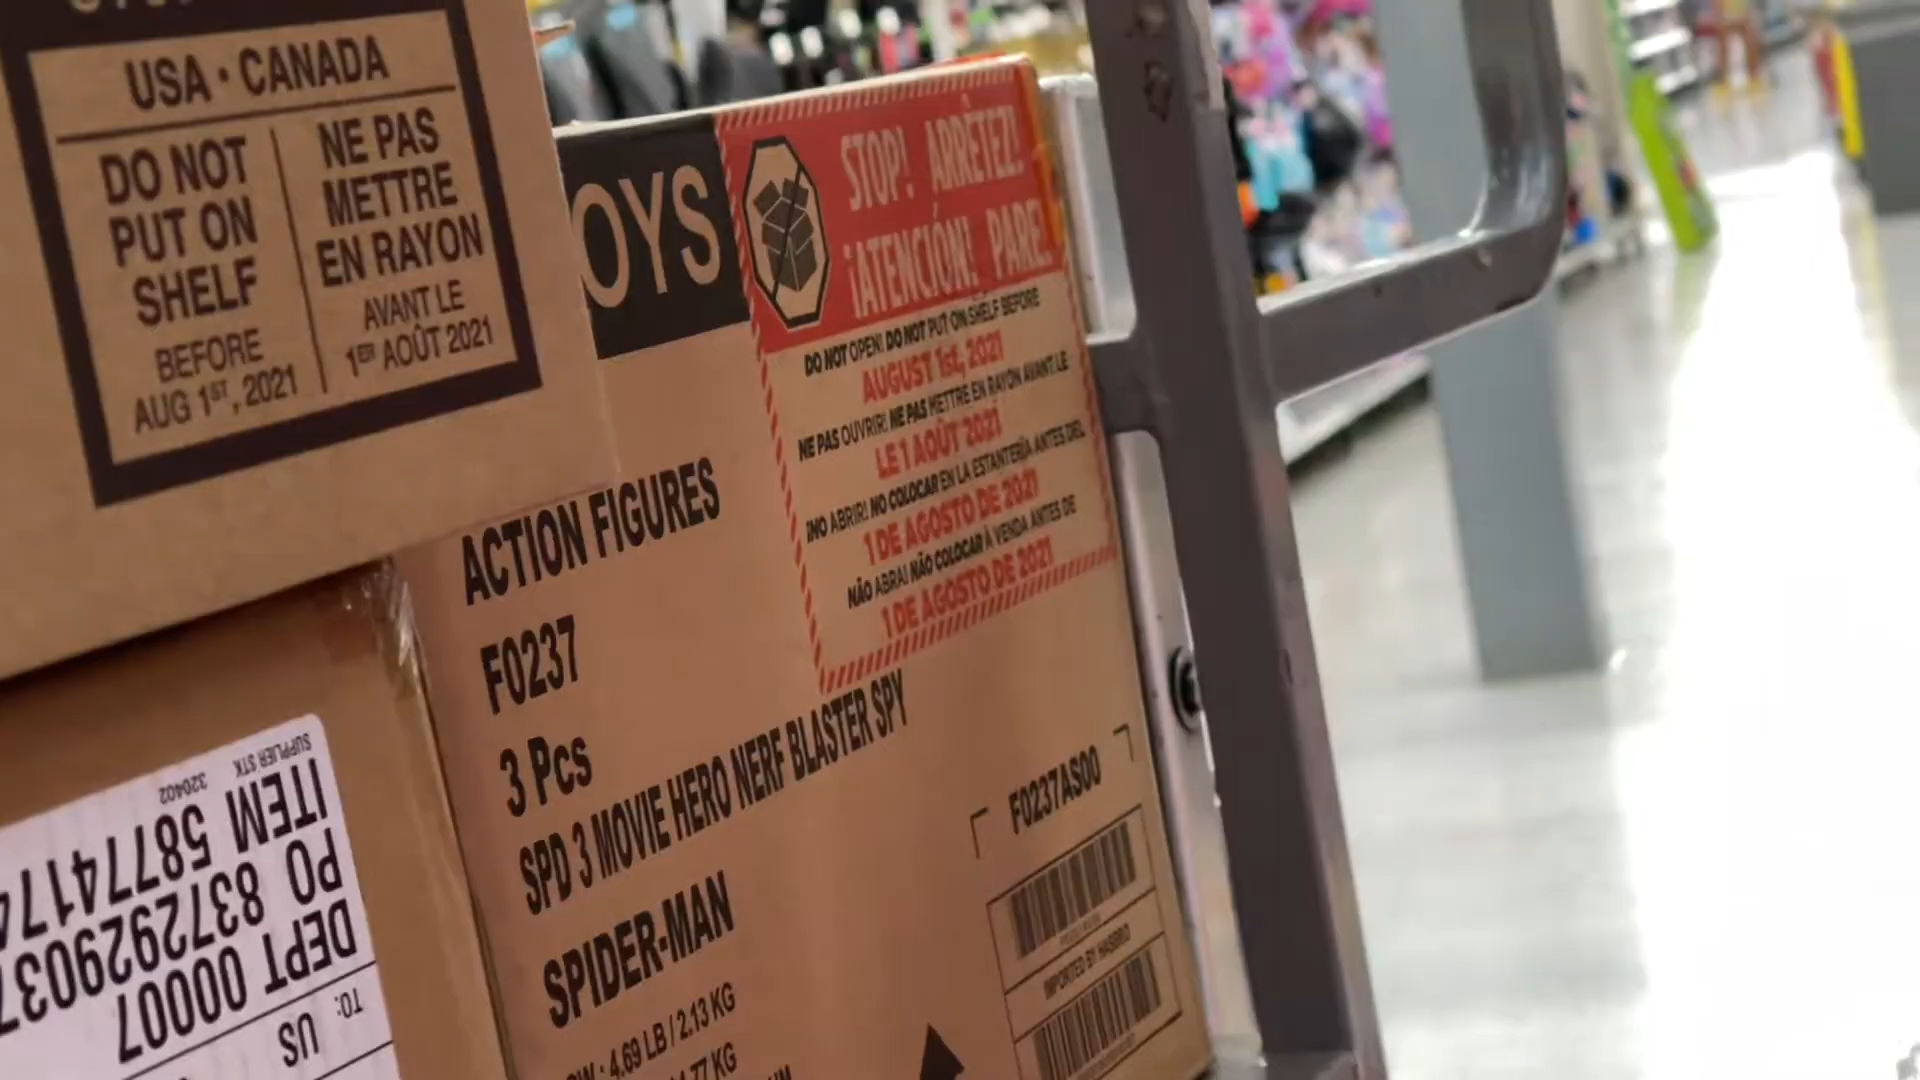 USA • CANADA
DO NOT
PUT ON
SHELF
BEFORE
AUG 1ST, 2021
NE PAS
METTRE
EN RAYON
AVANT LE
1ER AOÛT 2021
OYS
STOP! ARRÊTEZ!
¡ATENCIÓN! PARE.
DO NOT OPEN! DO NOT PUT ON SHELF BEFORE
AUGUST 1st, 2021
NE PAS OUVRIR! NE PAS METTRE EN RAYON AVANT LE
LE 1 AOÛT 2021
¡NO ABRIR! NO COLOCAR EN LA ESTANTERÍA ANTES DEL
1 DE AGOSTO DE 2021
NÃO ABRA! NÃO COLOCAR À VENDA ANTES DE
1 DE AGOSTO DE 2021
ACTION FIGURES
F0237
3 Pcs
SPD 3 MOVIE HERO NERF BLASTER SPY
SPIDER-MAN
4.69 LB / 2.13 KG
F0237AS00
IMPORTED BY HASBRO
TO:
US
DEPT 00007
PO 837292903
ITEM 58774174
SUPPLIER STK
320402